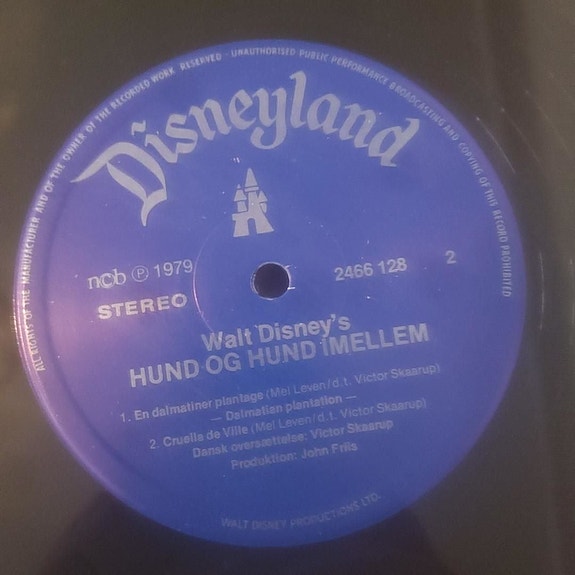 ALL RIGHTS OF THE MANUFACTURER AND OF THE OWNER OF THE RECORDED WORK RESERVED - UNAUTHORISED PUBLIC PERFORMANCE BROADCASTING AND COPYING OF THIS RECORD PROHIBITED
Disneyland
ncb Ⓟ 1979
2466 128 2
STEREO
Walt Disney's
HUND OG HUND IMELLEM
1. En dalmatiner plantage (Mel Leven/d.t. Victor Skaarup)
— Dalmatian plantation —
2. Cruella de Ville (Mel Leven/d.t. Victor Skaarup)
Dansk oversættelse: Victor Skaarup
Produktion: John Friis
WALT DISNEY PRODUCTIONS LTD.